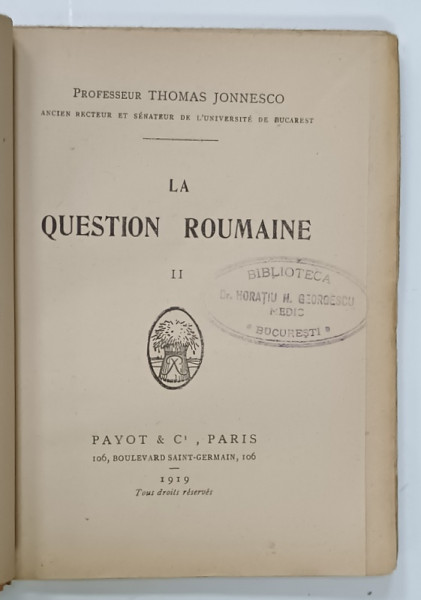 PROFESSEUR THOMAS JONNESCO
ANCIEN RECTEUR ET SÉNATEUR DE L'UNIVERSITÉ DE BUCAREST
LA
QUESTION ROUMAINE
II
BIBLIOTECA
Dr. HORAȚIU N. GEORGESCU
MEDIC
* BUCUREȘTI *
PAYOT & Cⁱ, PARIS
106, BOULEVARD SAINT-GERMAIN, 106
1919
Tous droits réservés